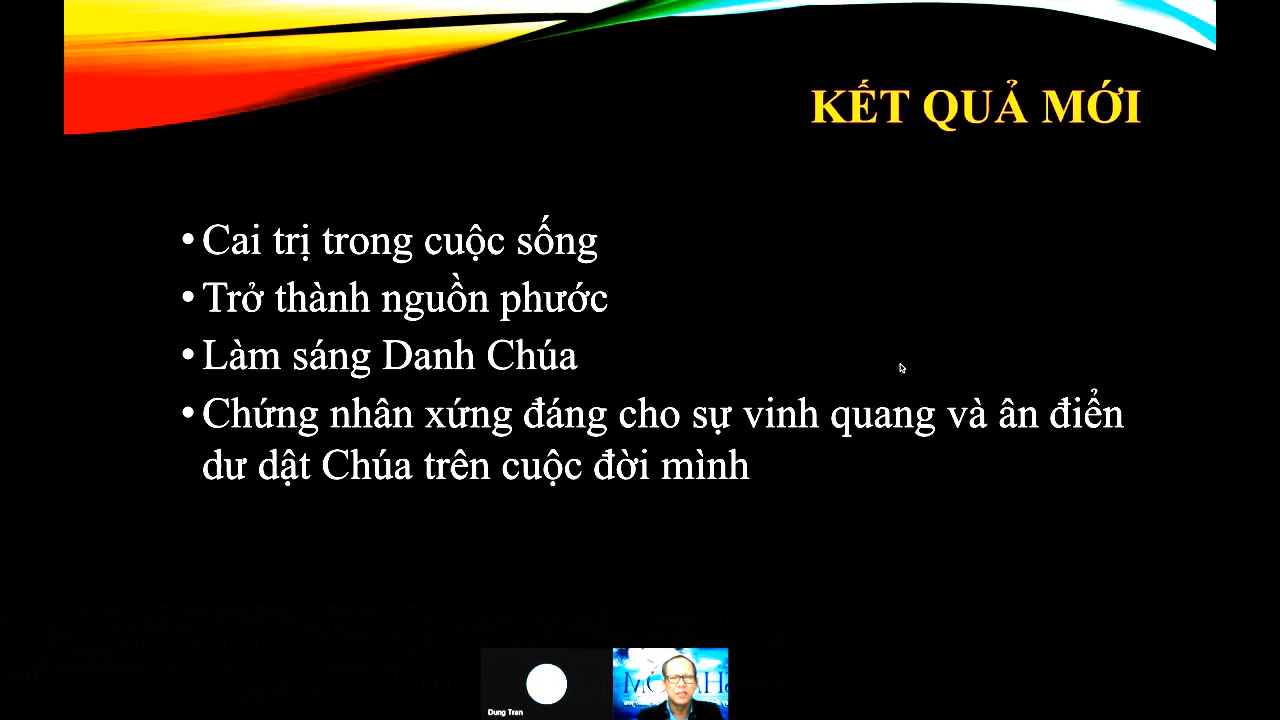 KẾT QUẢ MỚI
• Cai trị trong cuộc sống
• Trở thành nguồn phước
• Làm sáng Danh Chúa
• Chứng nhân xứng đáng cho sự vinh quang và ân điển
dư dật Chúa trên cuộc đời mình
Dung Tran